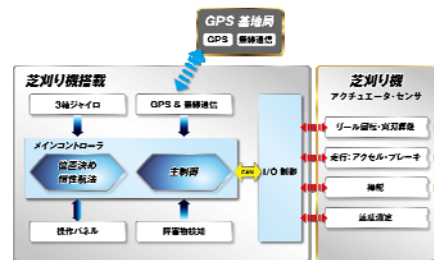 GPS 基地局
GPS 無線通信
芝刈り機搭載
3軸ジャイロ
GPS & 無線通信
メインコントローラ
位置決め
慣性航法
主制御
CAN
I/O 制御
操作パネル
障害物検知
芝刈り機
アクチュエータ・センサ
リール回転・刈刃昇降
走行:アクセル・ブレーキ
操舵